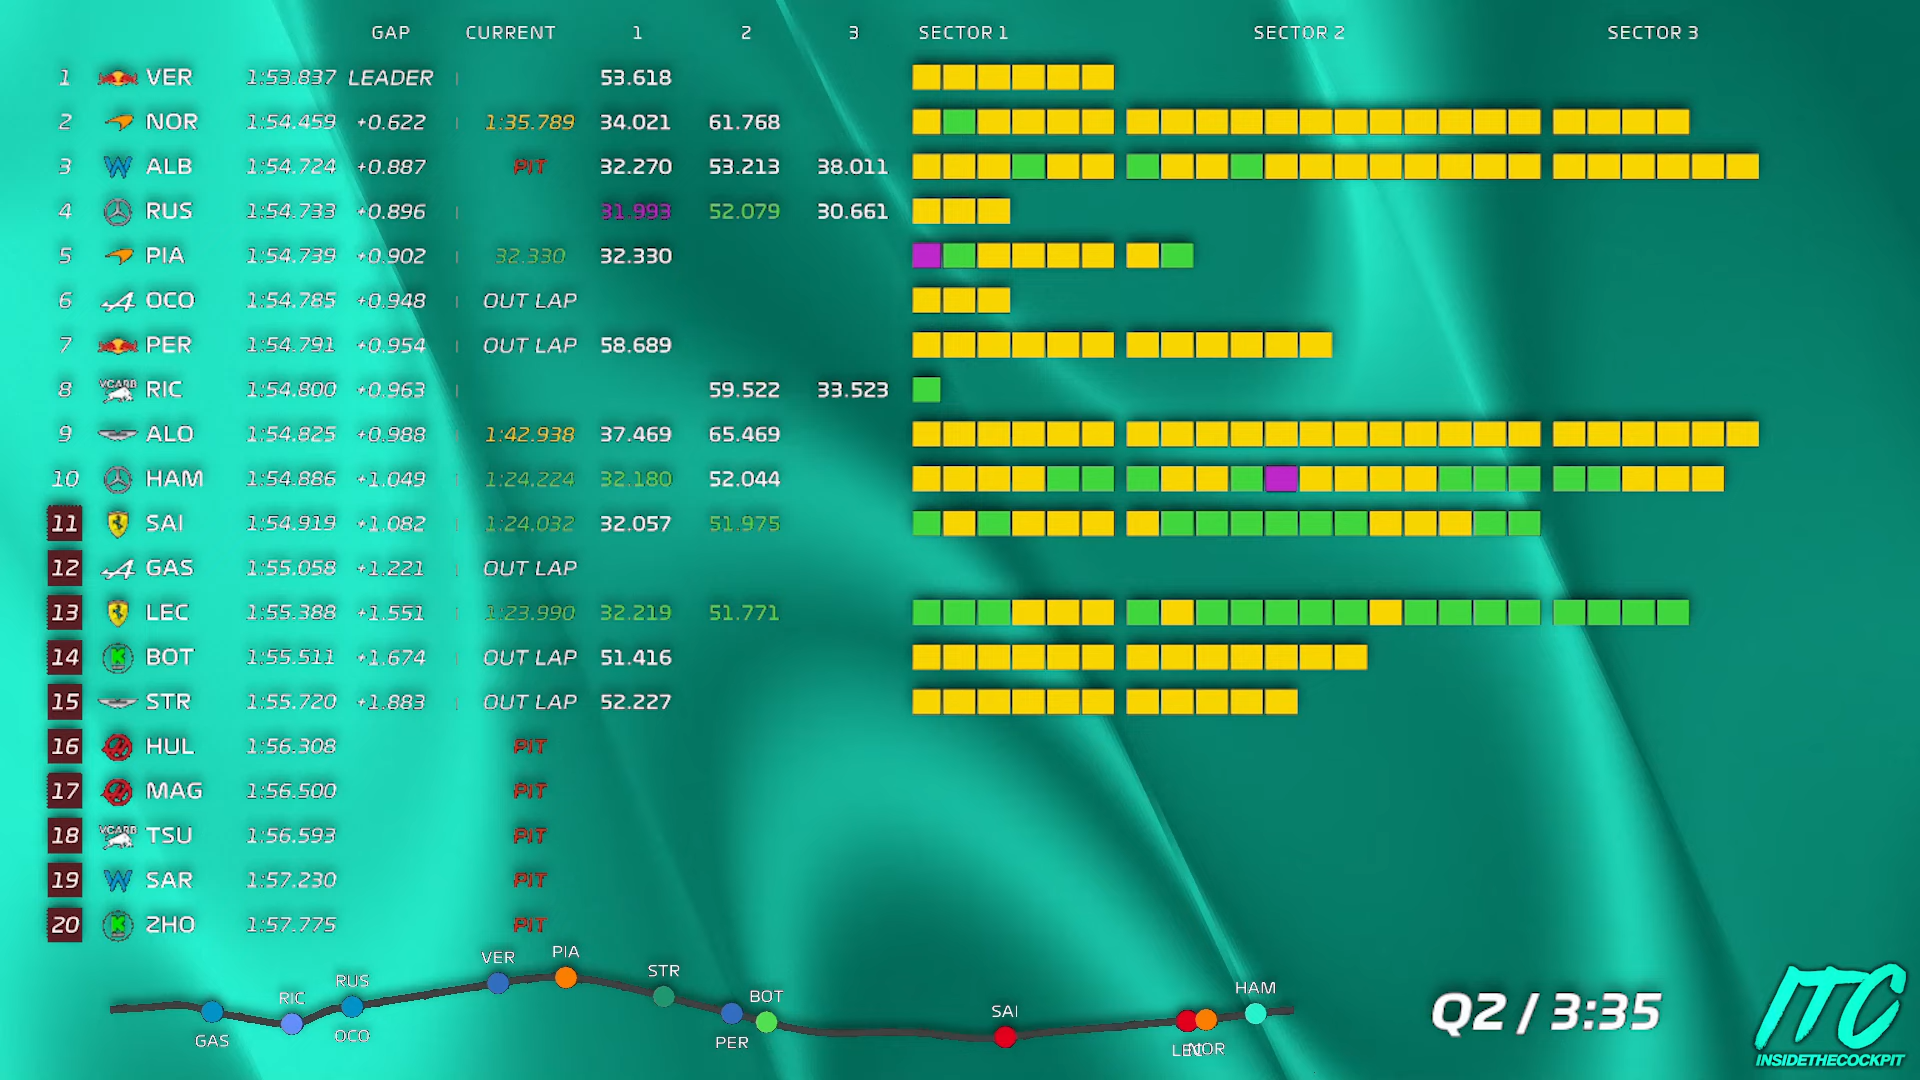 GAP CURRENT 1 2 3 SECTOR 1 SECTOR 2 SECTOR 3
1 VER 1:53.837 LEADER 53.618
2 NOR 1:54.459 +0.622 1:35.789 34.021 61.768
3 ALB 1:54.724 +0.887 PIT 32.270 53.213 38.011
4 RUS 1:54.733 +0.896 31.993 52.079 30.661
5 PIA 1:54.739 +0.902 32.330 32.330
6 OCO 1:54.785 +0.948 OUT LAP
7 PER 1:54.791 +0.954 OUT LAP 58.689
8 VCARB RIC 1:54.800 +0.963 59.522 33.523
9 ALO 1:54.825 +0.988 1:42.938 37.469 65.469
10 HAM 1:54.886 +1.049 1:24.224 32.180 52.044
11 SAI 1:54.919 +1.082 1:24.032 32.057 51.975
12 GAS 1:55.058 +1.221 OUT LAP
13 LEC 1:55.388 +1.551 1:23.990 32.219 51.771
14 BOT 1:55.511 +1.674 OUT LAP 51.416
15 STR 1:55.720 +1.883 OUT LAP 52.227
16 HUL 1:56.308 PIT
17 MAG 1:56.500 PIT
18 VCARB TSU 1:56.593 PIT
19 SAR 1:57.230 PIT
20 ZHO 1:57.775 PIT
VER PIA
STR
RUS
HAM
RIC BOT
SAI
GAS OCO PER LEC NOR
Q2 / 3:35
ITC
INSIDETHECOCKPIT